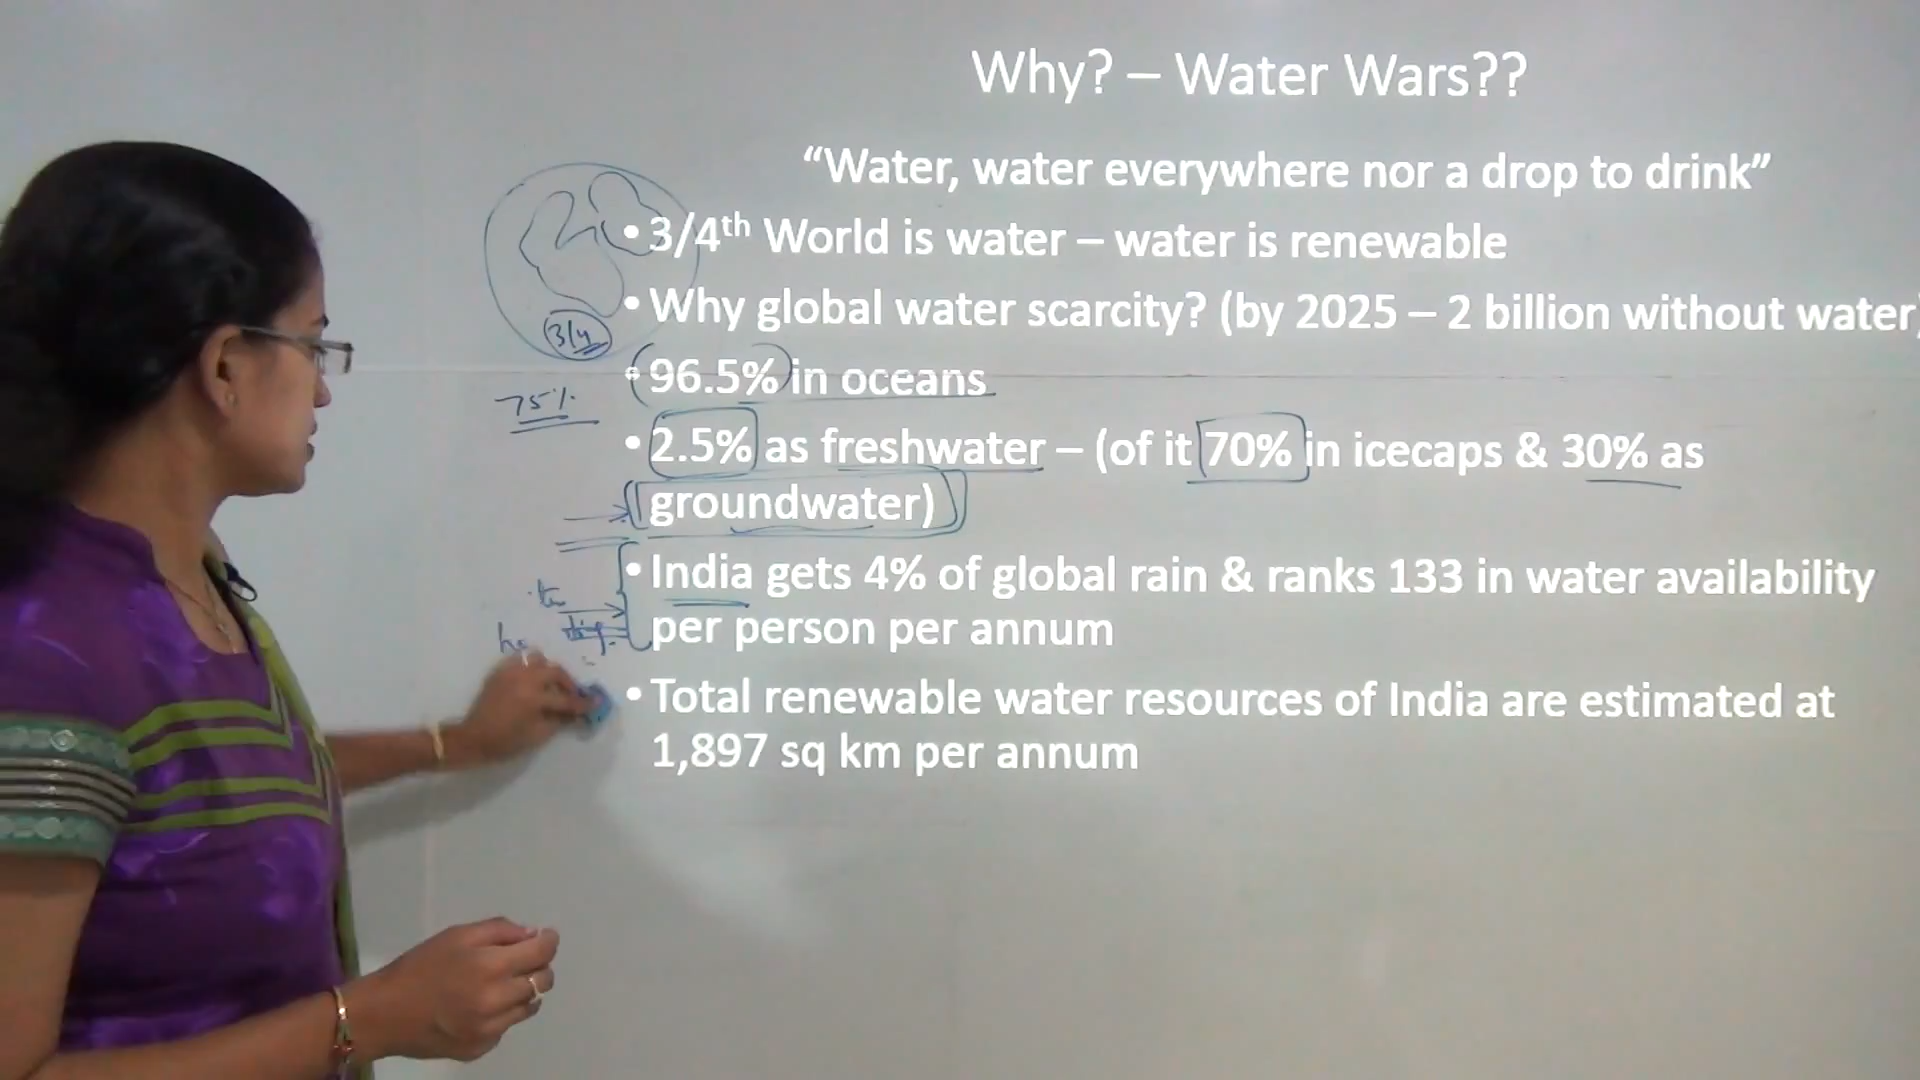 Why? – Water Wars??
“Water, water everywhere nor a drop to drink”
• 3/4th World is water – water is renewable
• Why global water scarcity? (by 2025 – 2 billion without water)
3/4
• 96.5% in oceans
75%
• 2.5% as freshwater – (of it 70% in icecaps & 30% as
groundwater)
• India gets 4% of global rain & ranks 133 in water availability
per person per annum
• Total renewable water resources of India are estimated at
1,897 sq km per annum